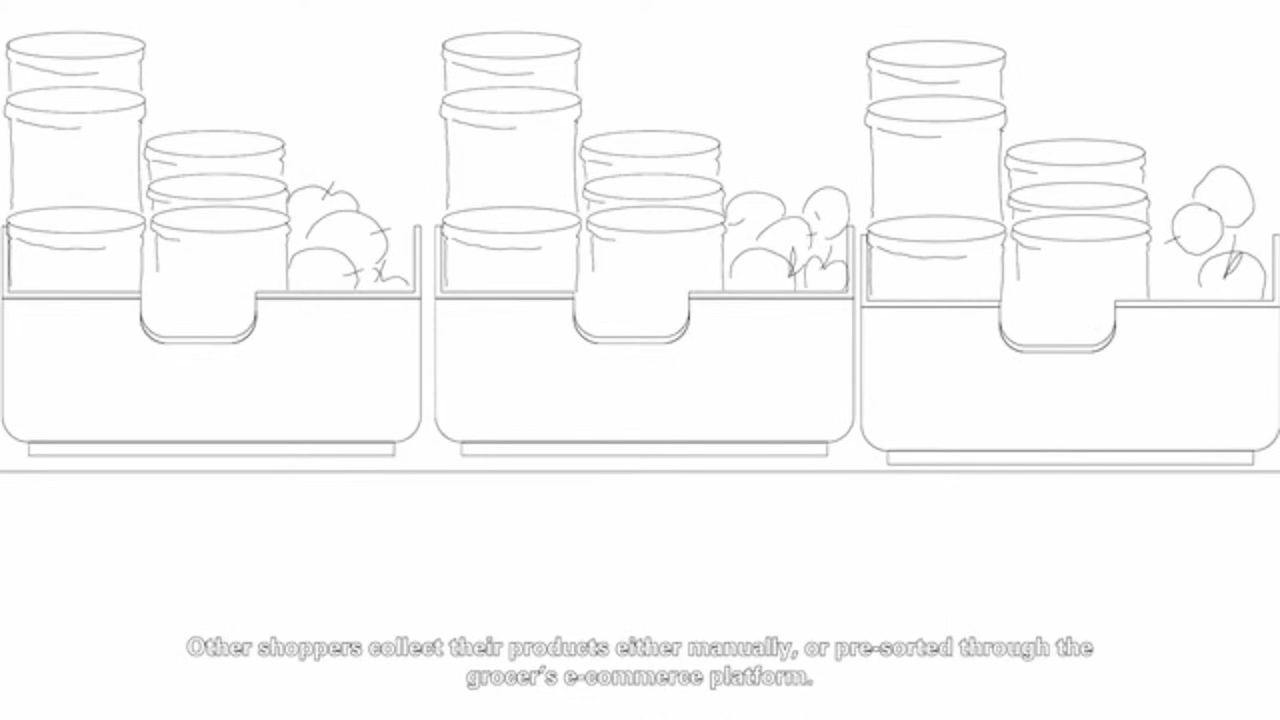 Other shoppers collect their products either manually, or pre-sorted through the
grocer's e-commerce platform.